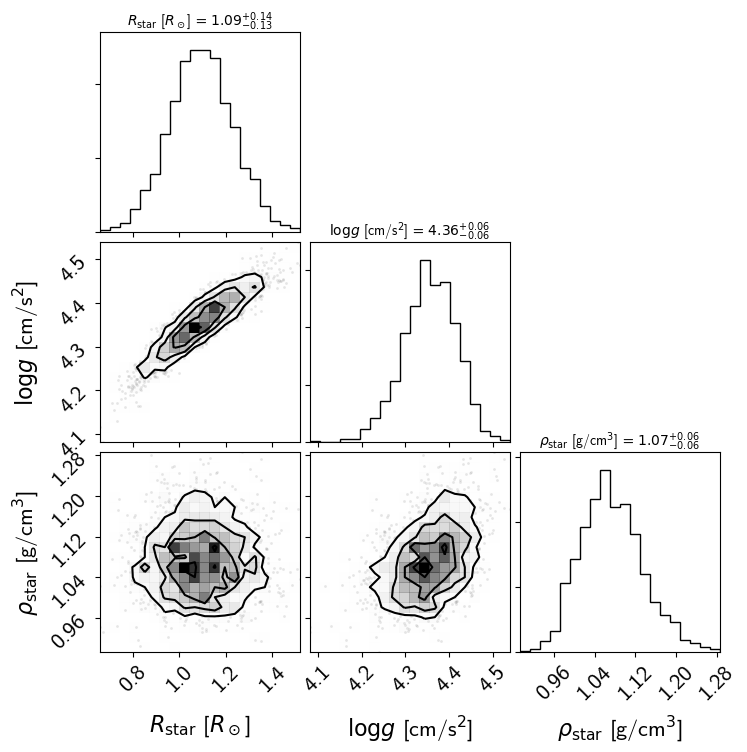 R_star [R_⊙] = 1.09^{+0.14}_{-0.13}
log g [cm/s²] = 4.36^{+0.06}_{-0.06}
4.5
4.4
4.3
4.2
4.1
log g [cm/s²]
ρ_star [g/cm³] = 1.07^{+0.06}_{-0.06}
1.28
1.20
1.12
1.04
0.96
ρ_star [g/cm³]
0.8 1.0 1.2 1.4
4.1 4.2 4.3 4.4 4.5
0.96 1.04 1.12 1.20 1.28
R_star [R_⊙]
log g [cm/s²]
ρ_star [g/cm³]